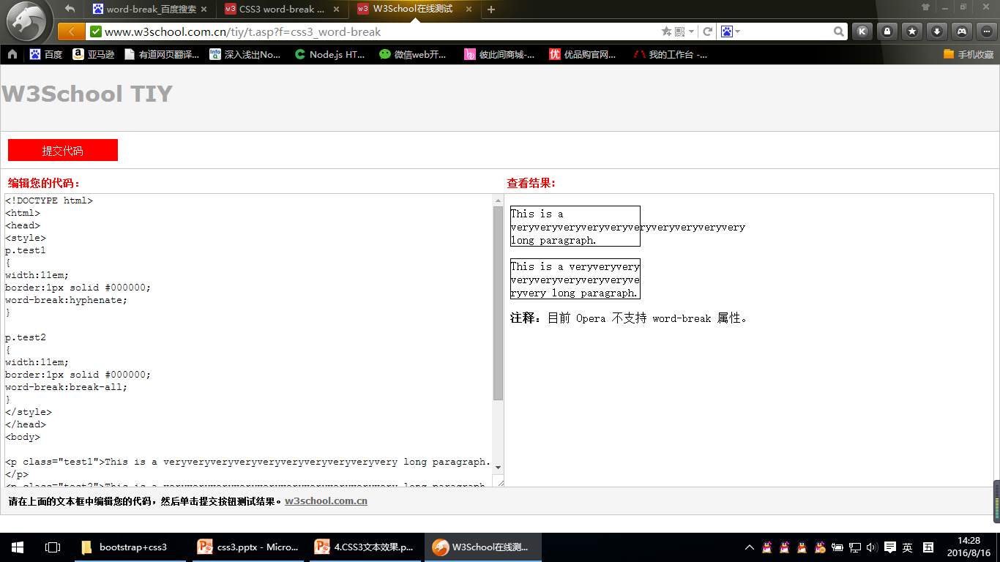 word-break_百度搜索
CSS3 word-break ...
W3School在线测试
www.w3school.com.cn/tiy/t.asp?f=css3_word-break
百度
亚马逊
有道网页翻译...
深入浅出No...
Node.js HT...
微信web开...
彼此间商城-...
优品购官网...
我的工作台 -...
手机收藏
W3School TIY
提交代码
编辑您的代码：
查看结果:
<!DOCTYPE html>
<html>
<head>
<style>
p.test1
{
width:11em;
border:1px solid #000000;
word-break:hyphenate;
}
p.test2
{
width:11em;
border:1px solid #000000;
word-break:break-all;
}
</style>
</head>
<body>
<p class="test1">This is a veryveryveryveryveryveryveryveryveryvery long paragraph.
</p>
<p class="test2">This is a veryveryveryveryveryveryveryveryveryvery long paragraph.
This is a
veryveryveryveryveryveryveryveryveryvery
long paragraph.
This is a veryveryvery
veryveryveryveryveryve
ryvery long paragraph.
注释：目前 Opera 不支持 word-break 属性。
请在上面的文本框中编辑您的代码，然后单击提交按钮测试结果。w3school.com.cn
bootstrap+css3
css3.pptx - Micro...
4.CSS3文本效果.p...
W3School在线测...
英
14:28
2016/8/16